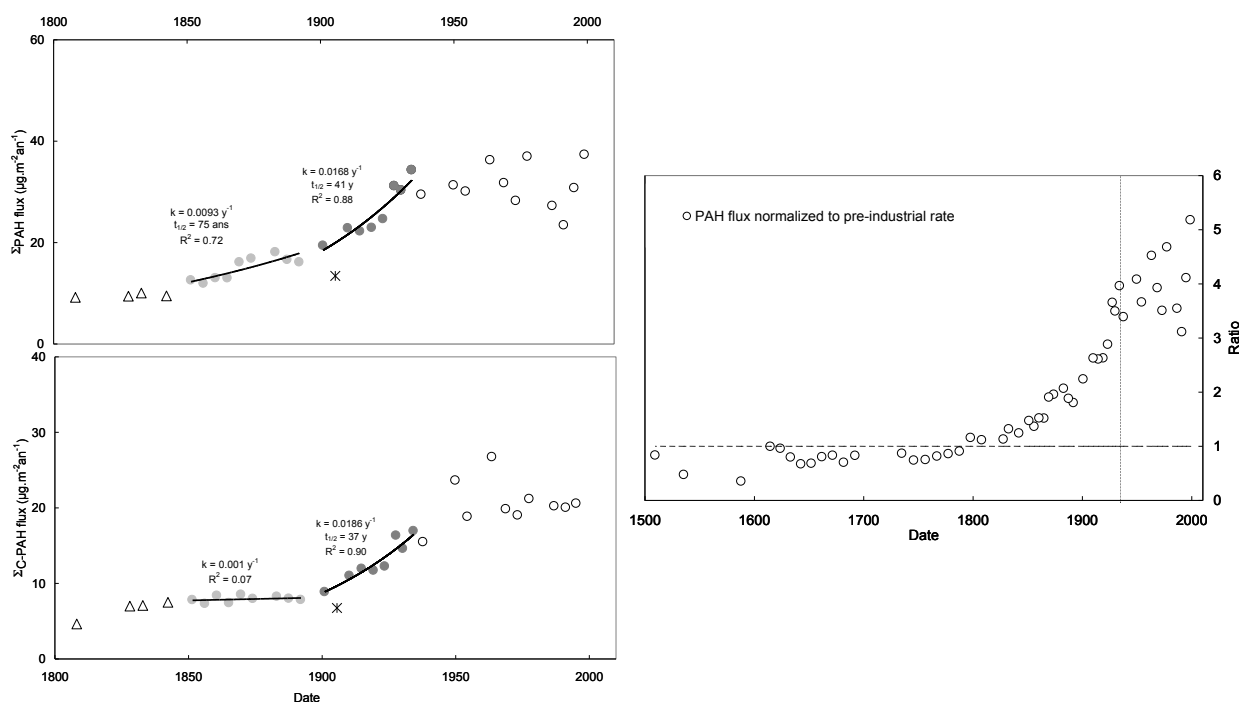 1800 1850 1900 1950 2000
60
40
20
0
ΣPAH flux (µg.m⁻²an⁻¹)
k = 0.0093 y⁻¹
t1/2 = 75 ans
R² = 0.72
k = 0.0168 y⁻¹
t1/2 = 41 y
R² = 0.88
40
30
20
10
0
ΣC-PAH flux (µg.m⁻²an⁻¹)
k = 0.001 y⁻¹
R² = 0.07
k = 0.0186 y⁻¹
t1/2 = 37 y
R² = 0.90
1800 1850 1900 1950 2000
Date
PAH flux normalized to pre-industrial rate
6
5
4
3
2
1
0
Ratio
1500 1600 1700 1800 1900 2000
Date